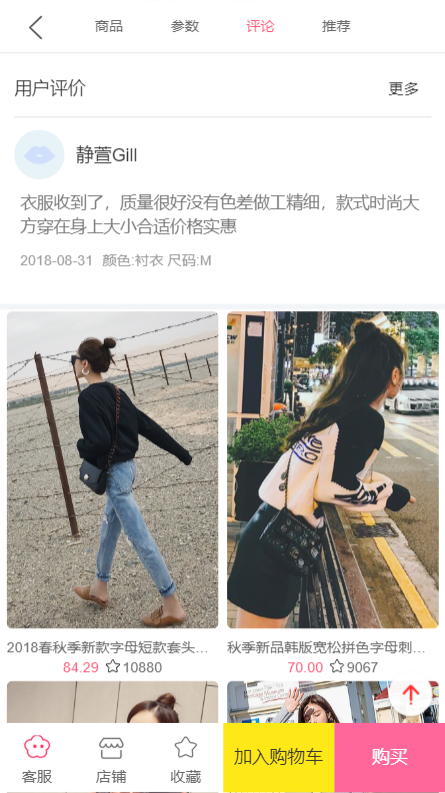 商品 参数 评论 推荐
用户评价 更多
静萱Gill
衣服收到了，质量很好没有色差做工精细，款式时尚大
方穿在身上大小合适价格实惠
2018-08-31 颜色:衬衣 尺码:M
2018春秋季新款字母短款套头...
84.29 10880
秋季新品韩版宽松拼色字母刺...
70.00 9067
客服 店铺 收藏 加入购物车 购买